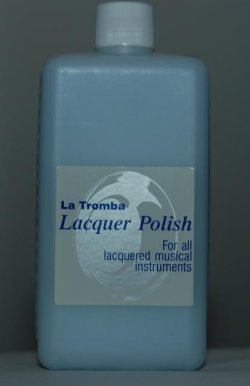 La Tromba
Lacquer Polish
For all
lacquered musical
instruments